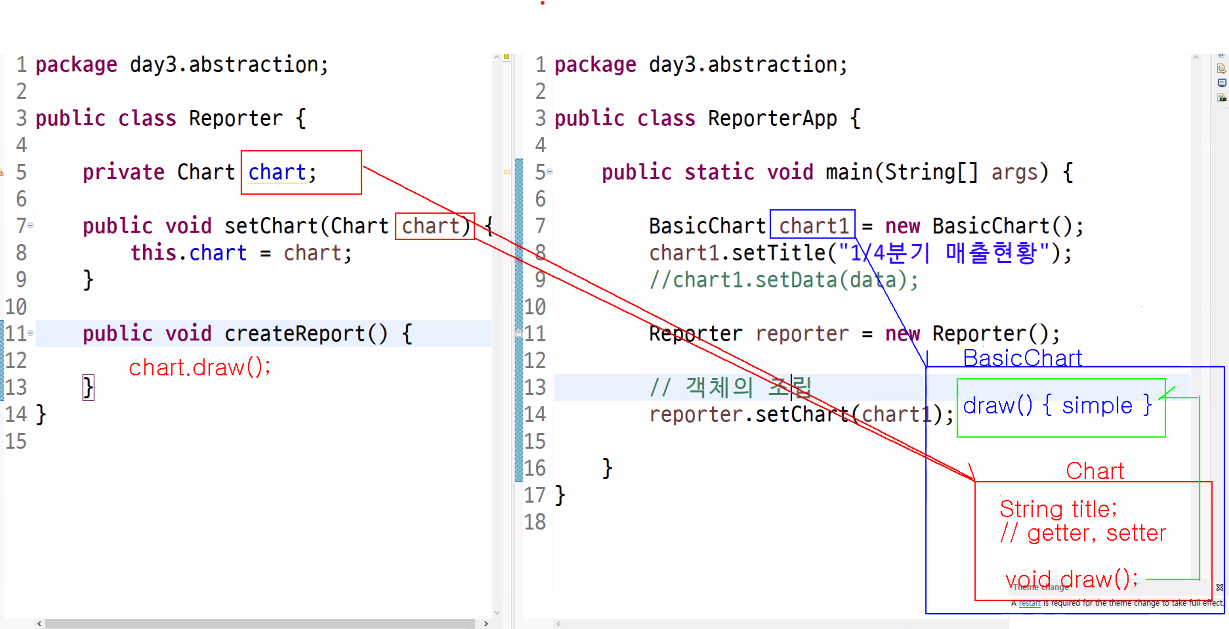 1 package day3.abstraction;
2
3 public class Reporter {
4
5 private Chart chart;
6
7 public void setChart(Chart chart) {
8 this.chart = chart;
9 }
10
11 public void createReport() {
12 chart.draw();
13 }
14 }
15
1 package day3.abstraction;
2
3 public class ReporterApp {
4
5 public static void main(String[] args) {
6
7 BasicChart chart1 = new BasicChart();
8 chart1.setTitle("1/4분기 매출현황");
9 //chart1.setData(data);
10
11 Reporter reporter = new Reporter();
12
13 // 객체의 조립
14 reporter.setChart(chart1);
15
16 }
17 }
18
BasicChart
draw() { simple }
Chart
String title;
// getter, setter
void draw();
Theme change
A restart is required for the theme change to take full effect.